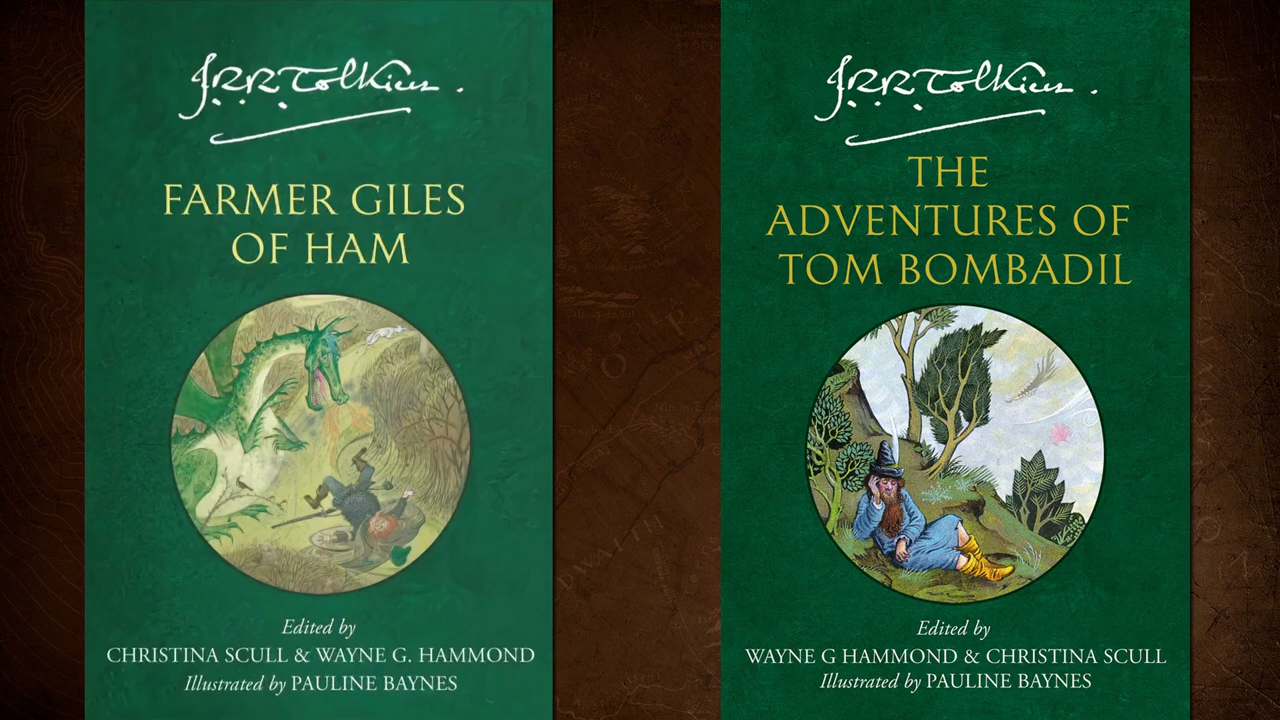 J.R.R. Tolkien.
FARMER GILES
OF HAM
Edited by
CHRISTINA SCULL & WAYNE G. HAMMOND
Illustrated by PAULINE BAYNES
J.R.R. Tolkien.
THE
ADVENTURES OF
TOM BOMBADIL
Edited by
WAYNE G HAMMOND & CHRISTINA SCULL
Illustrated by PAULINE BAYNES